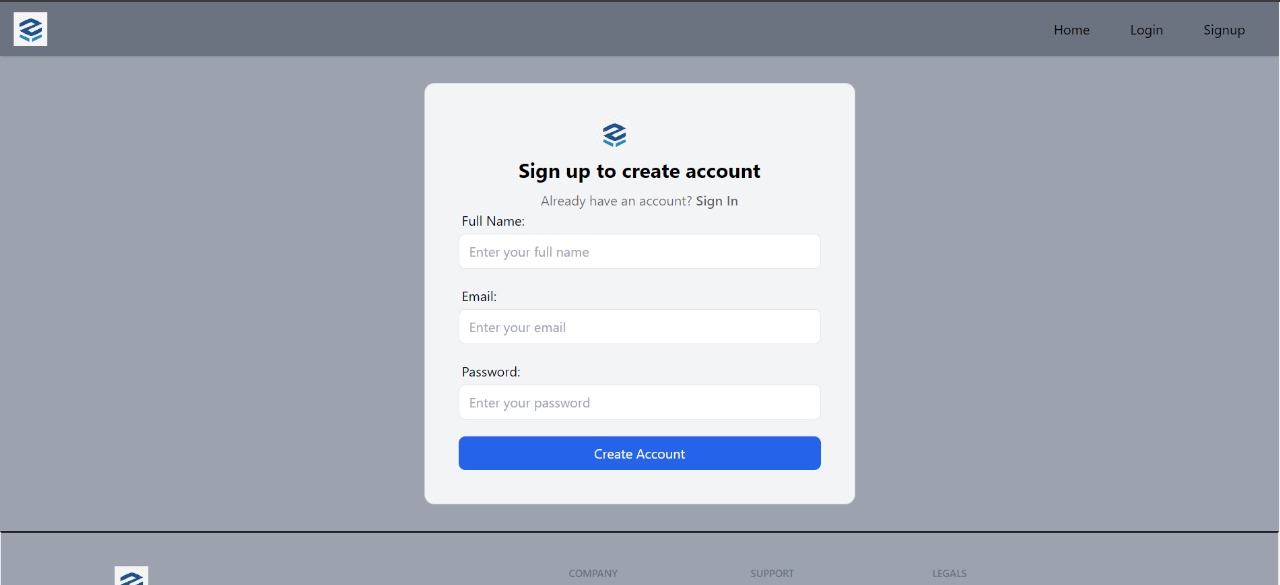 Home Login Signup
Sign up to create account
Already have an account? Sign In
Full Name:
Enter your full name
Email:
Enter your email
Password:
Enter your password
Create Account
COMPANY SUPPORT LEGALS